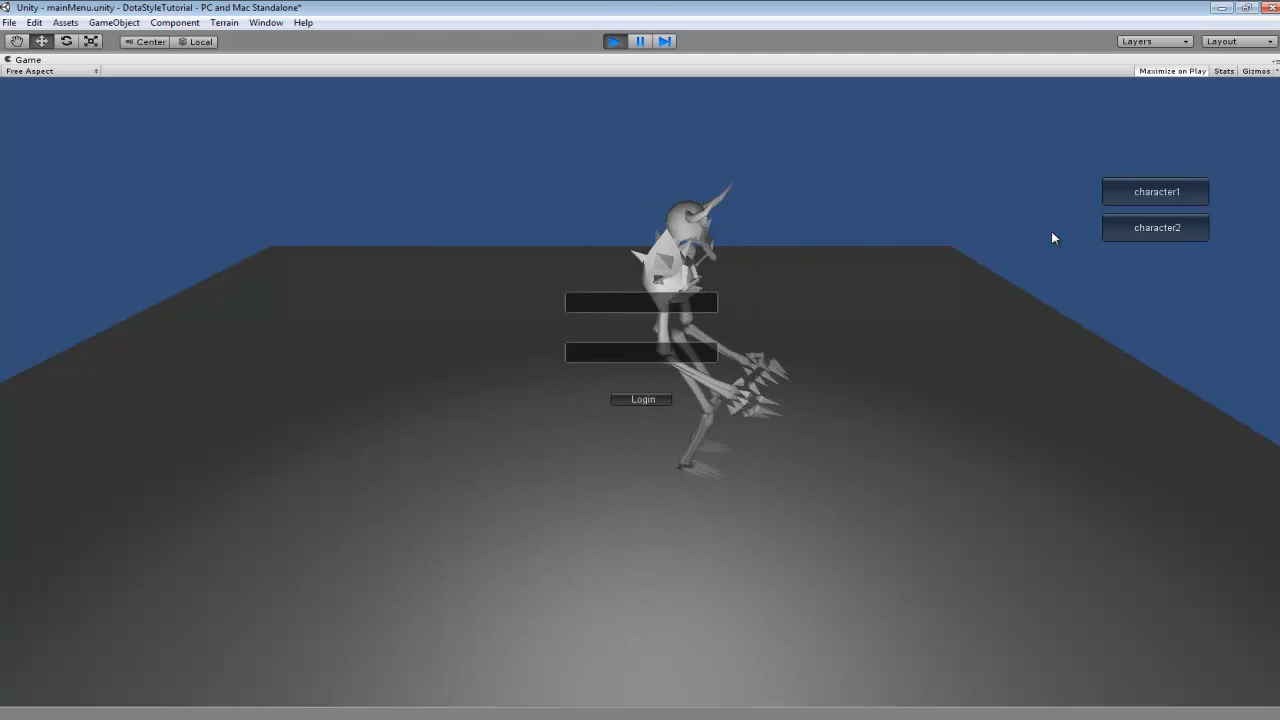 Unity - mainMenu.unity - DotaStyleTutorial - PC and Mac Standalone*
File Edit Assets GameObject Component Terrain Window Help
Center Local Layers Layout
Game
Free Aspect Maximize on Play Stats Gizmos
character1
character2
Login